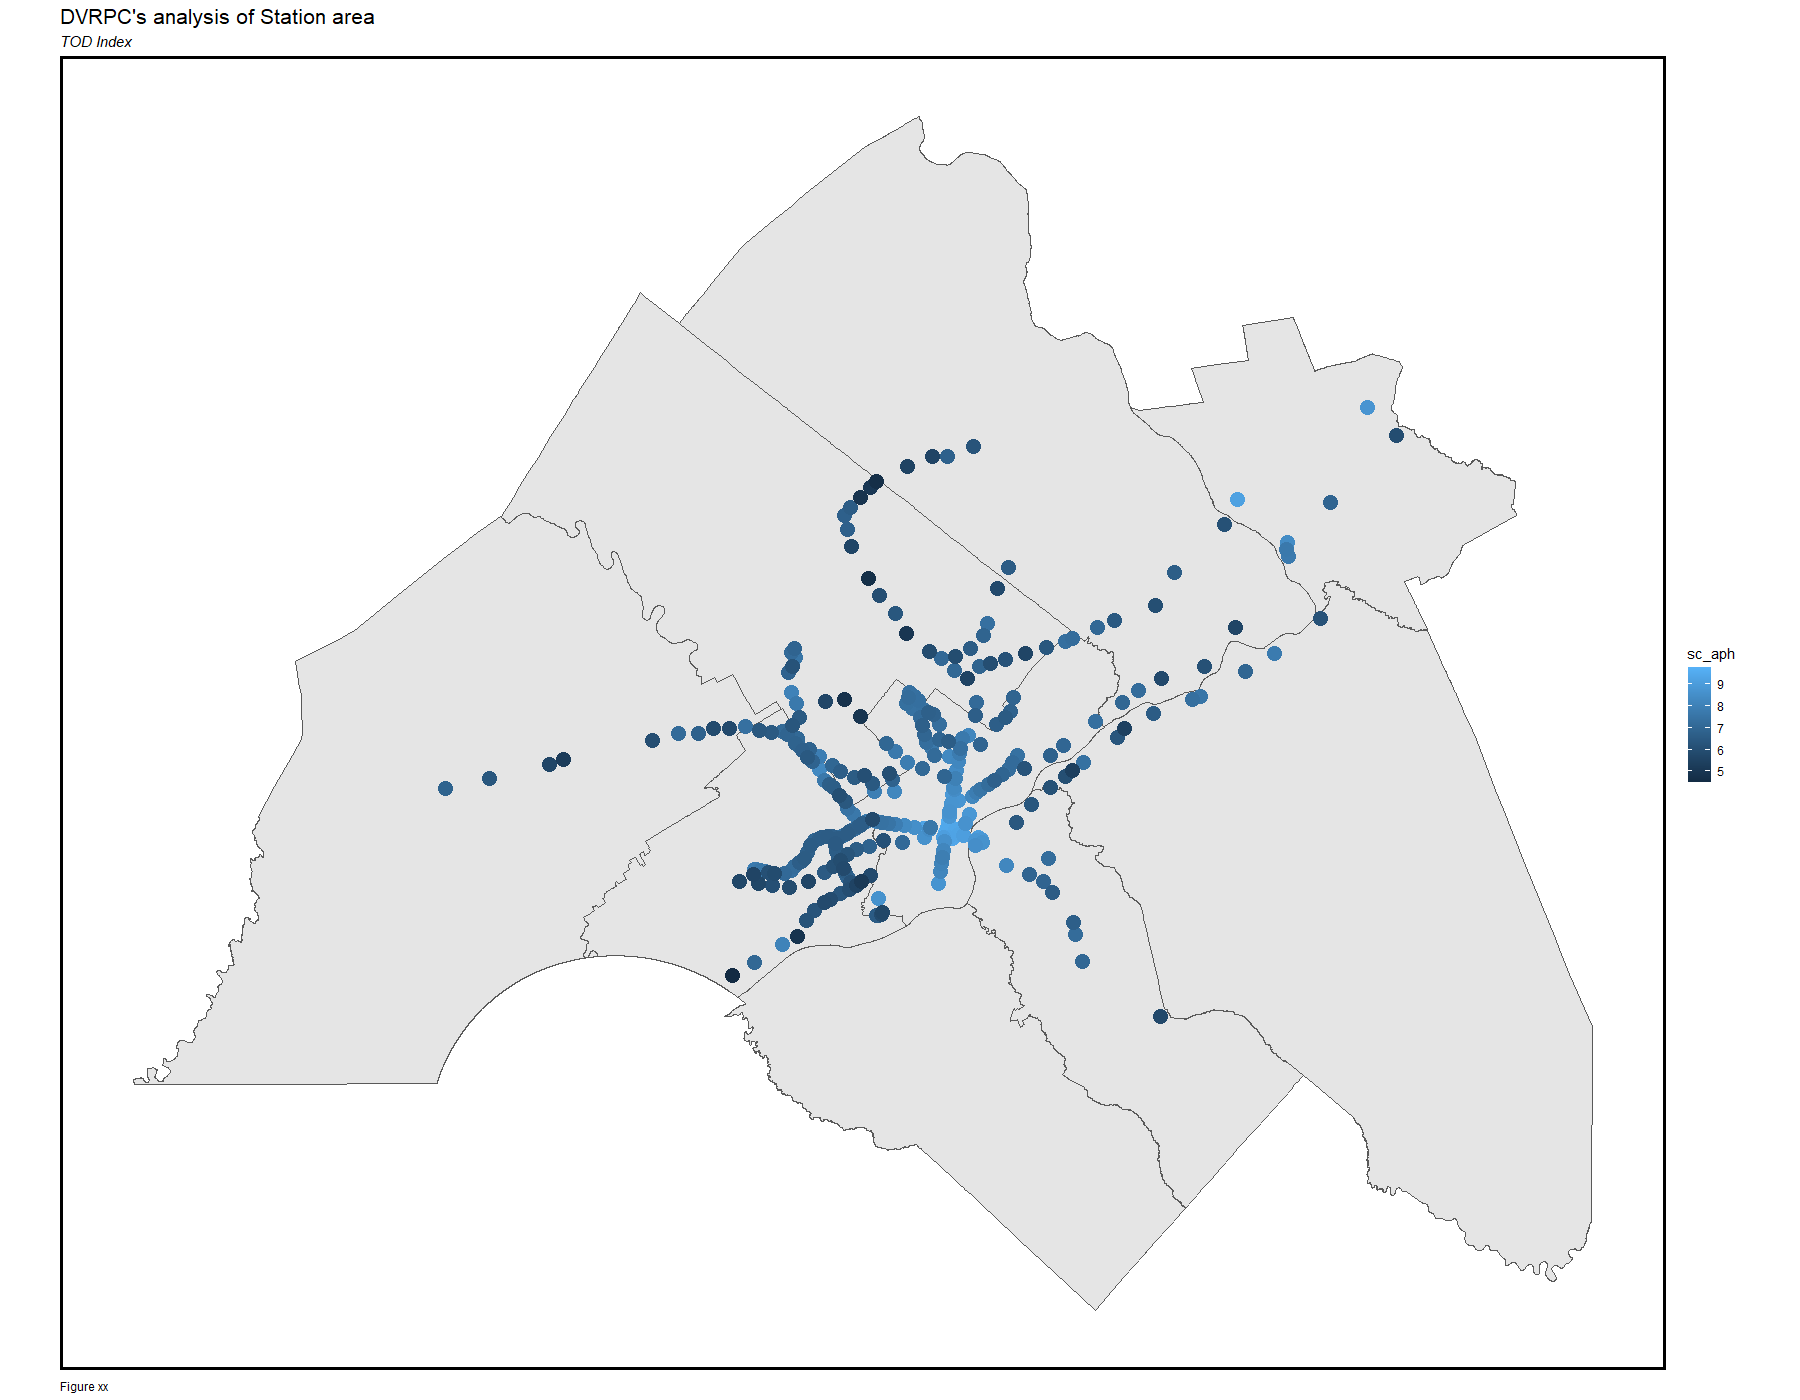 DVRPC's analysis of Station area
TOD Index
sc_aph
9
8
7
6
5
Figure xx